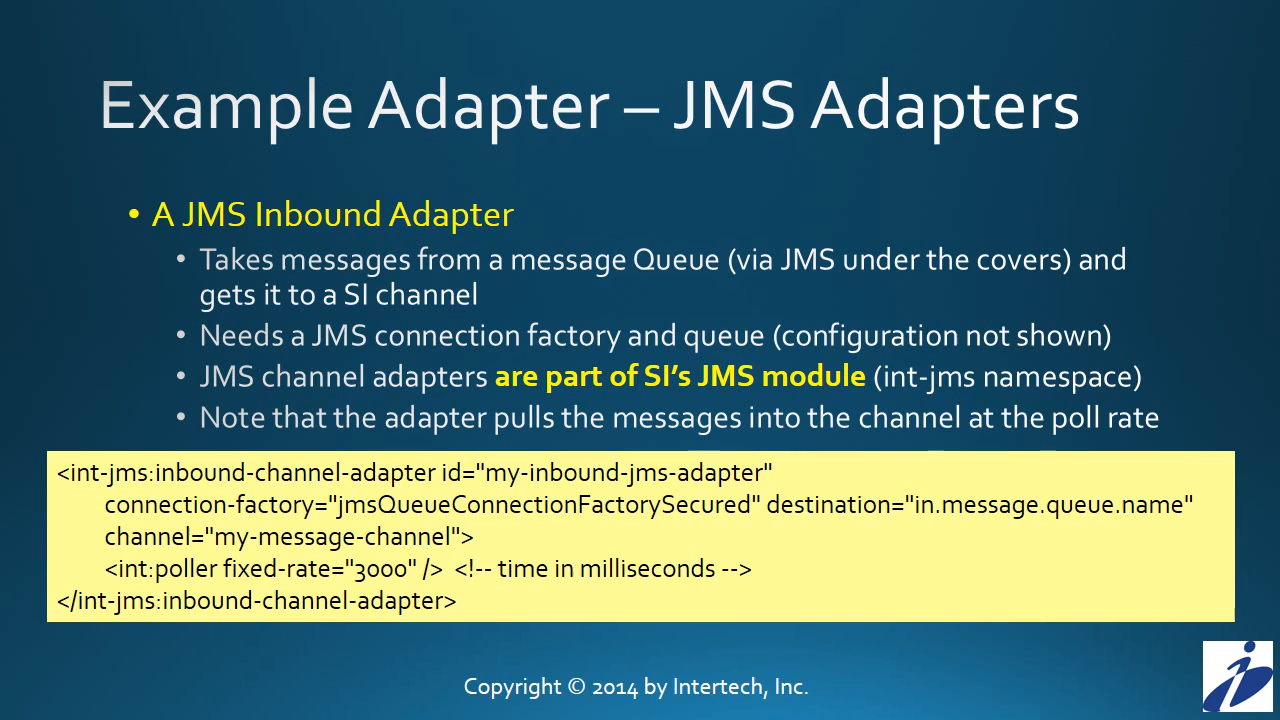 Example Adapter – JMS Adapters
• A JMS Inbound Adapter
• Takes messages from a message Queue (via JMS under the covers) and
gets it to a SI channel
• Needs a JMS connection factory and queue (configuration not shown)
• JMS channel adapters are part of SI’s JMS module (int-jms namespace)
• Note that the adapter pulls the messages into the channel at the poll rate
<int-jms:inbound-channel-adapter id="my-inbound-jms-adapter"
connection-factory="jmsQueueConnectionFactorySecured" destination="in.message.queue.name"
channel="my-message-channel">
<int:poller fixed-rate="3000" /> <!-- time in milliseconds -->
</int-jms:inbound-channel-adapter>
Copyright © 2014 by Intertech, Inc.